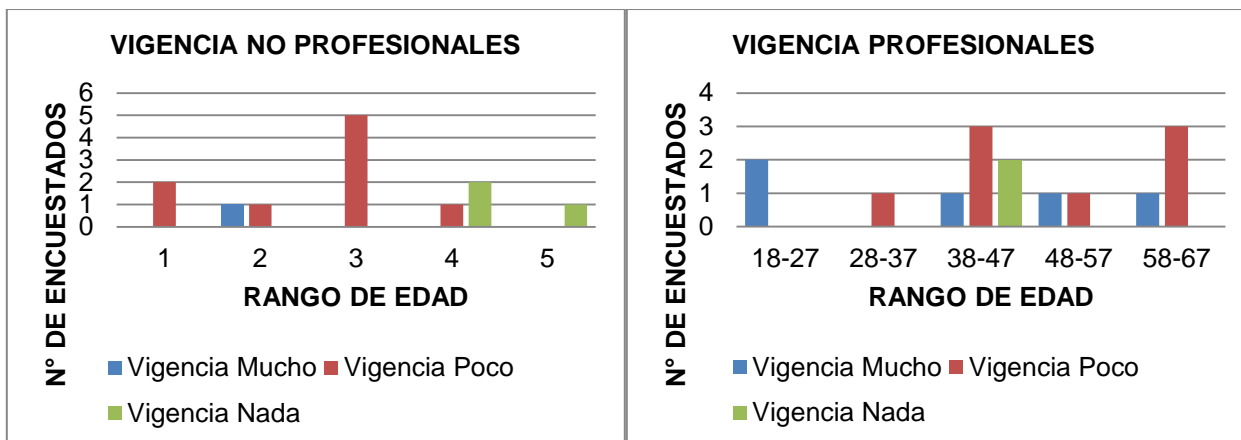 VIGENCIA NO PROFESIONALES
N° DE ENCUESTADOS
6
5
4
3
2
1
0
1 2 3 4 5
RANGO DE EDAD
Vigencia Mucho Vigencia Poco
Vigencia Nada
VIGENCIA PROFESIONALES
N° DE ENCUESTADOS
4
3
2
1
0
18-27 28-37 38-47 48-57 58-67
RANGO DE EDAD
Vigencia Mucho Vigencia Poco
Vigencia Nada